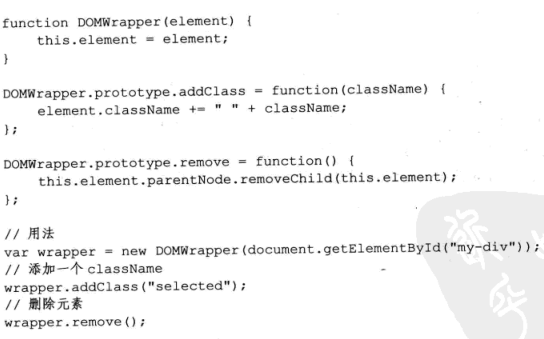 function DOMWrapper(element) {
    this.element = element;
}
DOMWrapper.prototype.addClass = function(className) {
    element.className += " " + className;
};
DOMWrapper.prototype.remove = function() {
    this.element.parentNode.removeChild(this.element);
};
// 用法
var wrapper = new DOMWrapper(document.getElementById("my-div"));
// 添加一个 className
wrapper.addClass("selected");
// 删除元素
wrapper.remove();